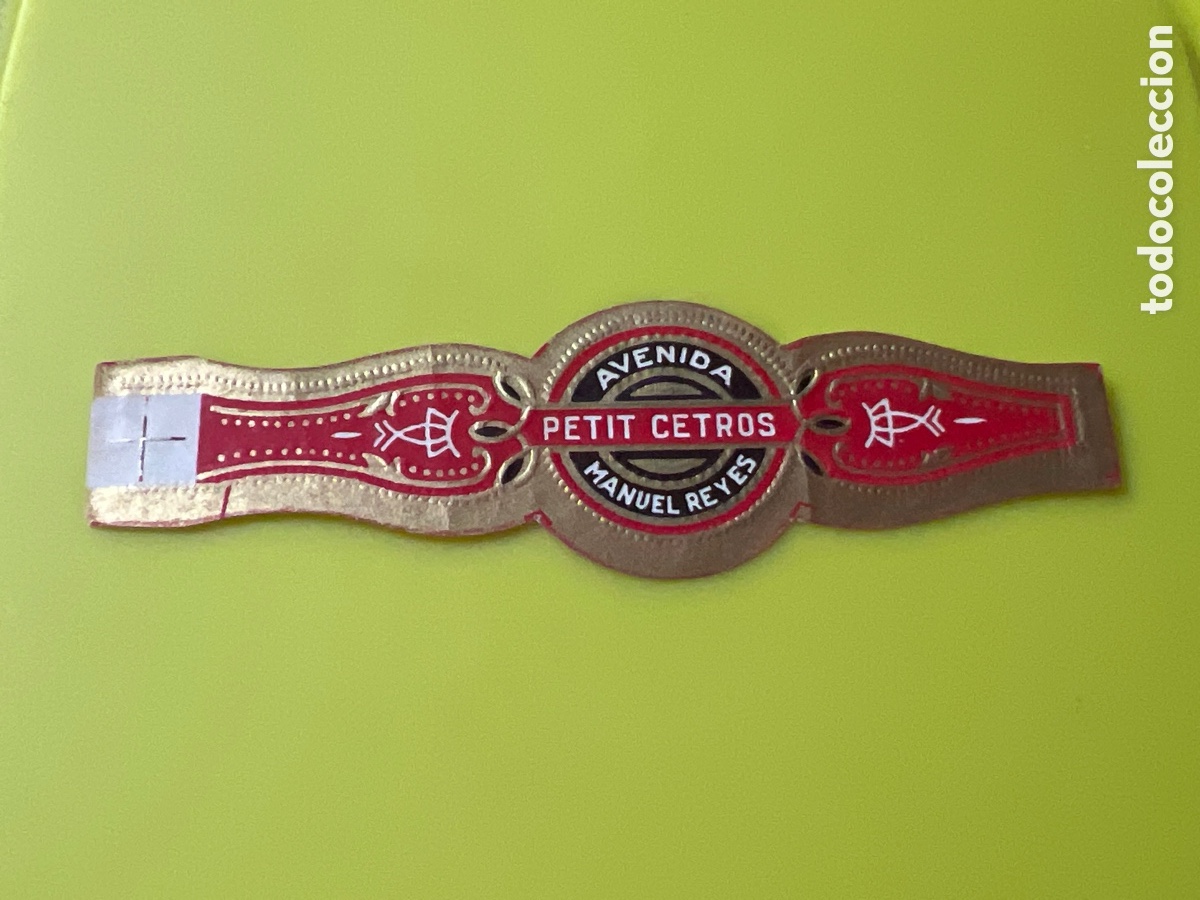 AVENIDA
PETIT CETROS
MANUEL REYES
todocoleccion